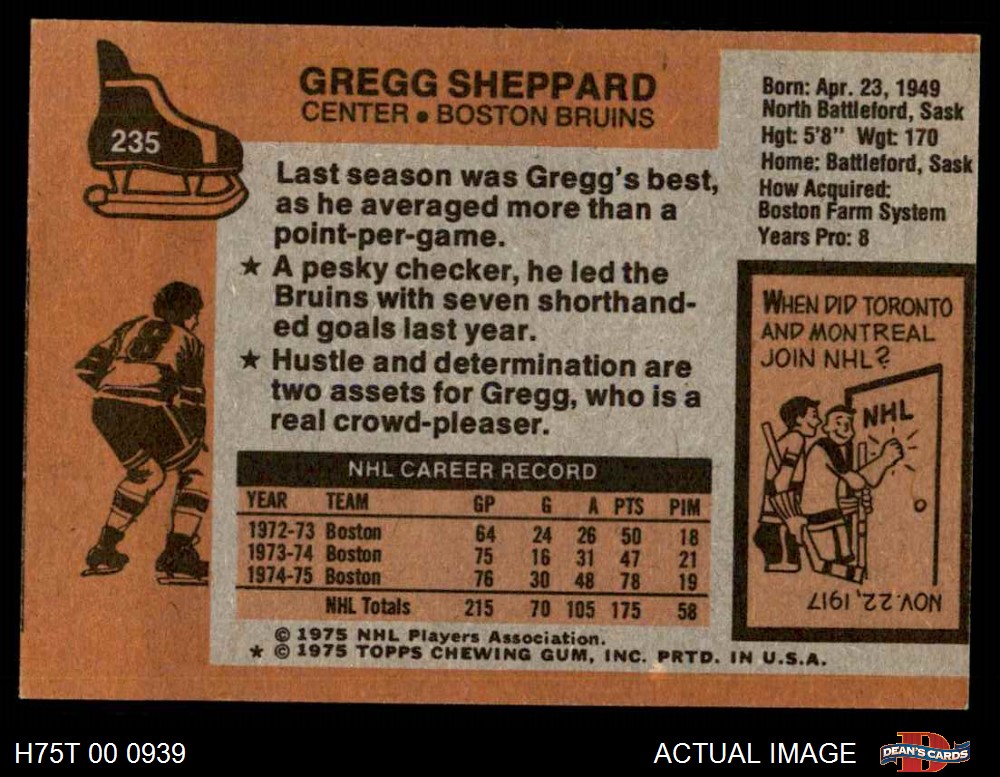 235
GREGG SHEPPARD
CENTER • BOSTON BRUINS
Last season was Gregg's best,
as he averaged more than a
point-per-game.
★ A pesky checker, he led the
Bruins with seven shorthand-
ed goals last year.
★ Hustle and determination are
two assets for Gregg, who is a
real crowd-pleaser.
Born: Apr. 23, 1949
North Battleford, Sask
Hgt: 5'8" Wgt: 170
Home: Battleford, Sask
How Acquired:
Boston Farm System
Years Pro: 8
WHEN DID TORONTO
AND MONTREAL
JOIN NHL?
NHL
NOV. 22, 1917
8
NHL CAREER RECORD
YEAR TEAM GP G A PTS PIM
1972-73 Boston 64 24 26 50 18
1973-74 Boston 75 16 31 47 21
1974-75 Boston 76 30 48 78 19
NHL Totals 215 70 105 175 58
© 1975 NHL Players Association.
★ © 1975 TOPPS CHEWING GUM, INC. PRTD. IN U.S.A.
H75T 00 0939
ACTUAL IMAGE
D
DEAN'S CARDS